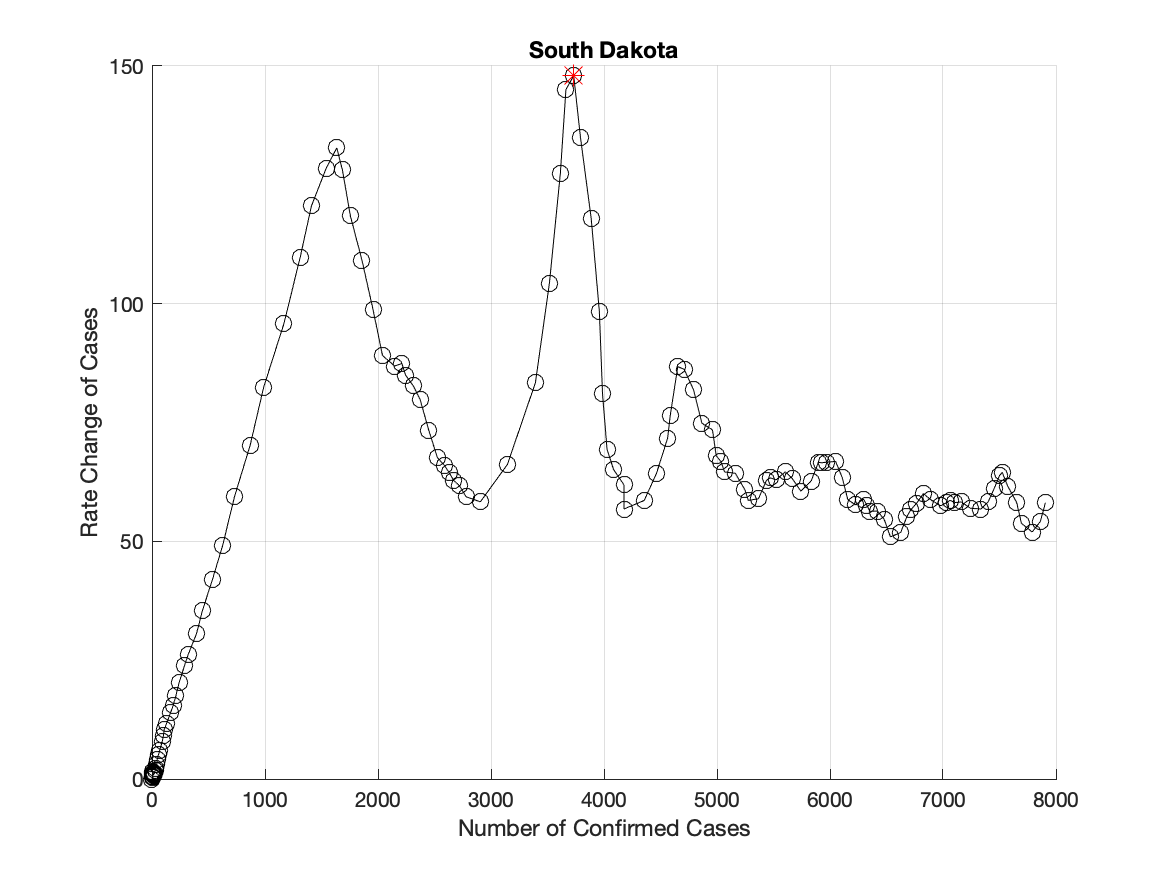 South Dakota
150
100
50
0
Rate Change of Cases
0 1000 2000 3000 4000 5000 6000 7000 8000
Number of Confirmed Cases